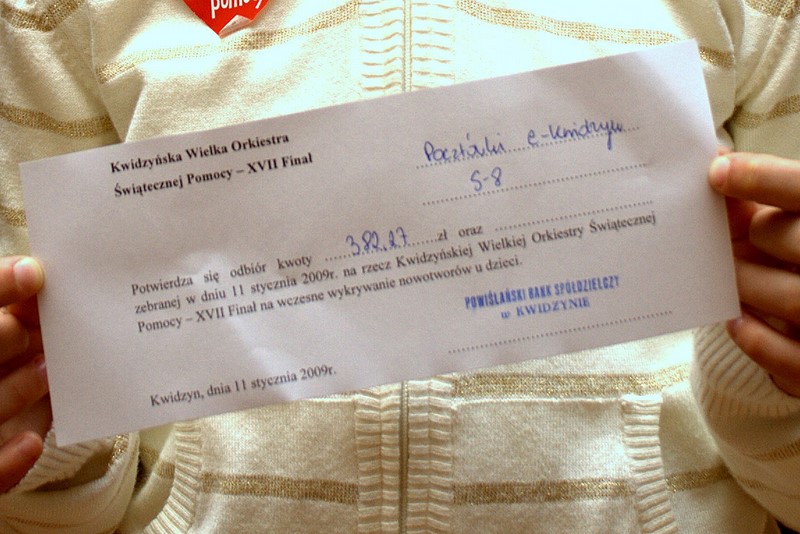 pomocy
Kwidzyńska Wielka Orkiestra
Świątecznej Pomocy – XVII Finał
Pocztówki e-Kwidzyn
S-8
Potwierdza się odbiór kwoty 382,27 zł oraz
zebranej w dniu 11 stycznia 2009r. na rzecz Kwidzyńskiej Wielkiej Orkiestry Świątecznej
Pomocy – XVII Finał na wczesne wykrywanie nowotworów u dzieci.
POWIŚLAŃSKI BANK SPÓŁDZIELCZY
w KWIDZYNIE
Kwidzyn, dnia 11 stycznia 2009r.